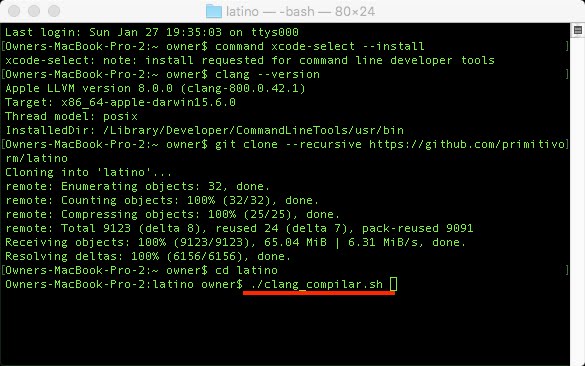 latino — -bash — 80×24
Last login: Sun Jan 27 19:35:03 on ttys000
[Owners-MacBook-Pro-2:~ owner$ command xcode-select --install ]
xcode-select: note: install requested for command line developer tools
[Owners-MacBook-Pro-2:~ owner$ clang --version ]
Apple LLVM version 8.0.0 (clang-800.0.42.1)
Target: x86_64-apple-darwin15.6.0
Thread model: posix
InstalledDir: /Library/Developer/CommandLineTools/usr/bin
[Owners-MacBook-Pro-2:~ owner$ git clone --recursive https://github.com/primitivo]
rm/latino
Cloning into 'latino'...
remote: Enumerating objects: 32, done.
remote: Counting objects: 100% (32/32), done.
remote: Compressing objects: 100% (25/25), done.
remote: Total 9123 (delta 8), reused 24 (delta 7), pack-reused 9091
Receiving objects: 100% (9123/9123), 65.04 MiB | 6.31 MiB/s, done.
Resolving deltas: 100% (6156/6156), done.
[Owners-MacBook-Pro-2:~ owner$ cd latino ]
Owners-MacBook-Pro-2:latino owner$ ./clang_compilar.sh